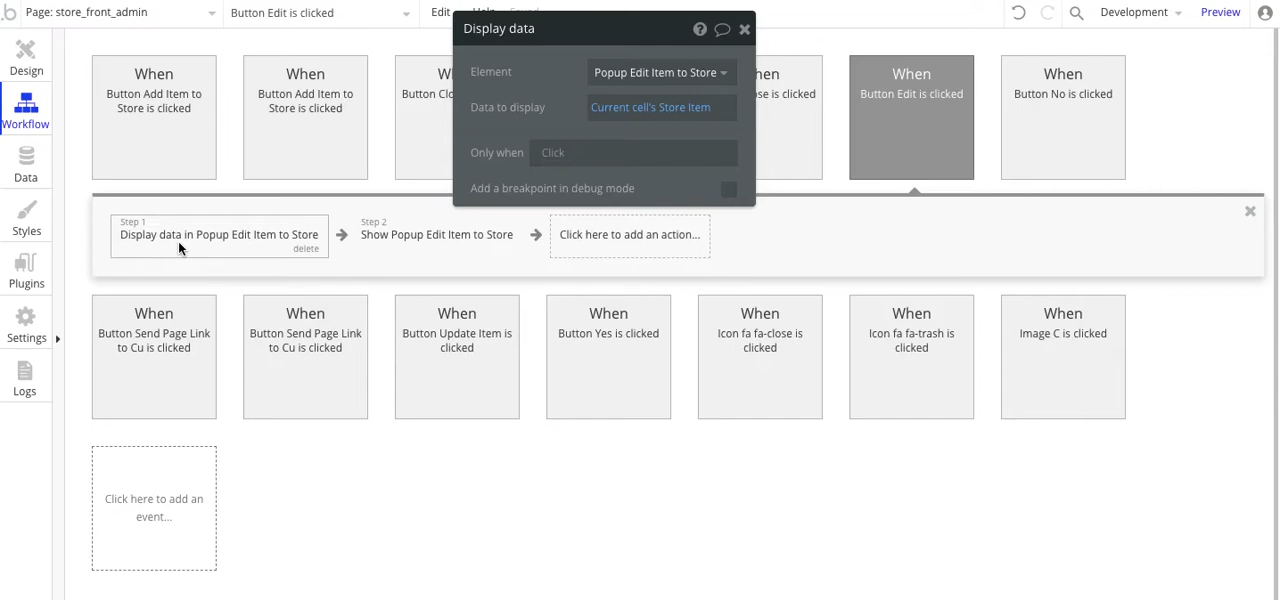 Page: store_front_admin
Button Edit is clicked
Edit
Development
Preview
Display data
Element
Popup Edit Item to Store
Data to display
Current cell's Store Item
Only when
Click
Add a breakpoint in debug mode
Design
Workflow
Data
Styles
Plugins
Settings
Logs
When
Button Add Item to
Store is clicked
When
Button Add Item to
Store is clicked
When
Button Edit is clicked
When
Button No is clicked
is clicked
Step 1
Display data in Popup Edit Item to Store
delete
Step 2
Show Popup Edit Item to Store
Click here to add an action...
When
Button Send Page Link
to Cu is clicked
When
Button Send Page Link
to Cu is clicked
When
Button Update Item is
clicked
When
Button Yes is clicked
When
Icon fa fa-close is
clicked
When
Icon fa fa-trash is
clicked
When
Image C is clicked
Click here to add an
event...